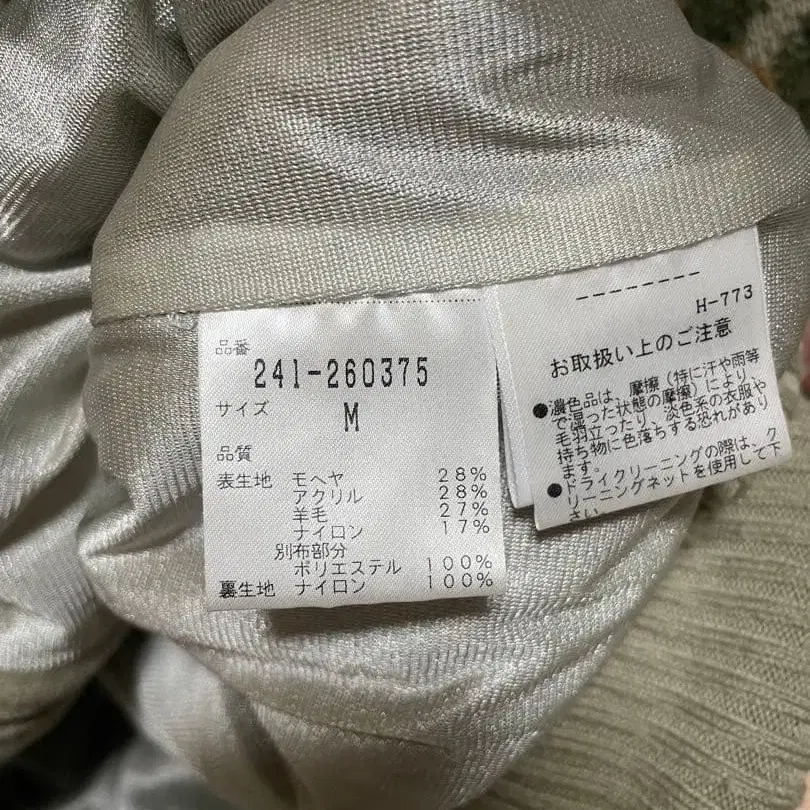 品番
241-260375
サイズ
M
品質
表生地 モヘヤ 28%
アクリル 28%
羊毛 27%
ナイロン 17%
別布部分
ポリエステル 100%
裏生地 ナイロン 100%
--------
H-773
お取扱い上のご注意
●濃色品は、摩擦（特に汗や雨等
で湿った状態の摩擦）により、
毛羽立ったり、淡色系の衣服や
持ち物に色落ちする恐れがあり
ます。
●ドライクリーニングの際は、ク
リーニングネットを使用して下
さい。